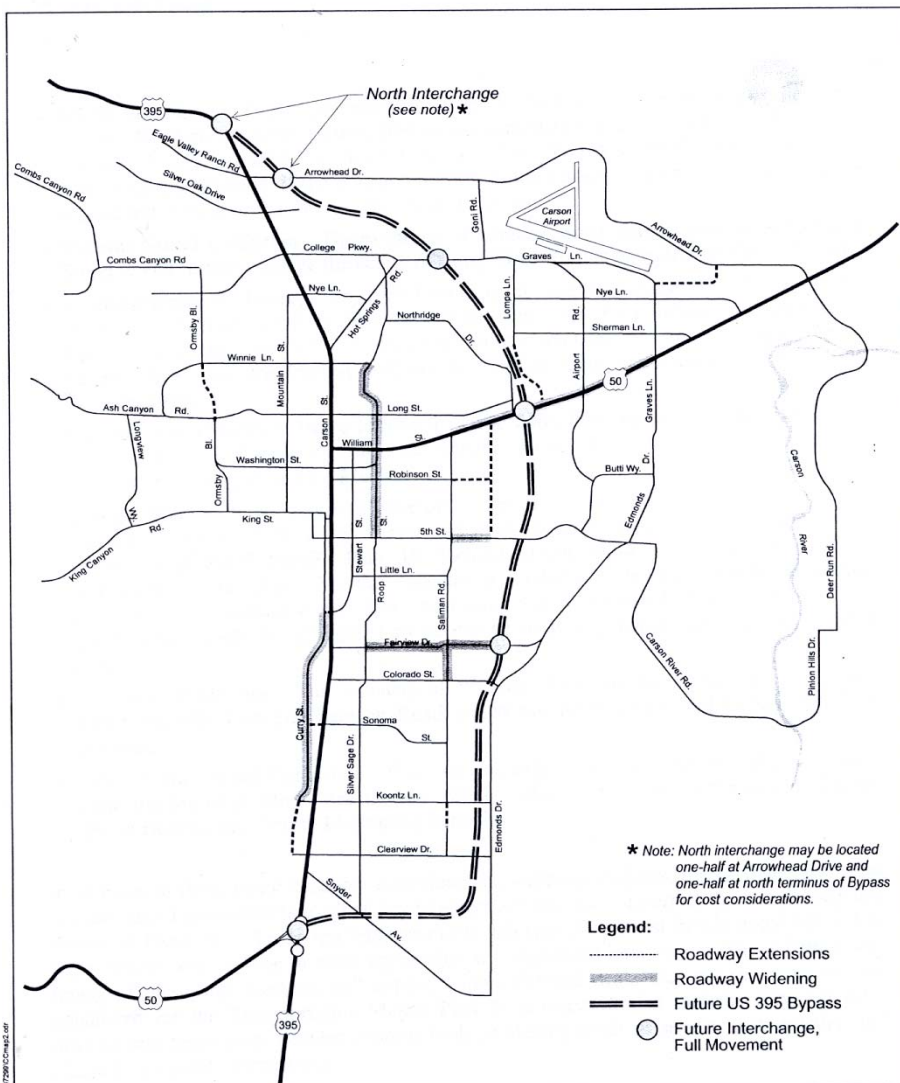 North Interchange
(see note) *
395
Eagle Valley Ranch Rd
Arrowhead Dr.
Combs Canyon Rd
Silver Oak Drive
Goni Rd.
Carson
Airport
Arrowhead Dr.
College Pkwy.
Graves Ln.
Combs Canyon Rd
Nye Ln.
Hot Springs Rd.
Lompa Ln.
Nye Ln.
Ormsby Bl.
Mountain St.
Northridge Dr.
Sherman Ln.
Airport Rd.
Winnie Ln.
50
Graves Ln.
Ash Canyon Rd.
Long St.
Carson St.
William St.
Longview Wy.
Ormsby Bl.
Washington St.
Robinson St.
Butti Wy.
Edmonds Dr.
Carson River
King St.
5th St.
King Canyon Rd.
Stewart St.
Roop St.
Little Ln.
Saliman Rd.
Deer Run Rd.
Fairview Dr.
Colorado St.
Carson River Rd.
Pinion Hills Dr.
Curry St.
Sonoma St.
Silver Sage Dr.
Koontz Ln.
Edmonds Dr.
Clearview Dr.
Snyder Av.
50
395
* Note: North interchange may be located
one-half at Arrowhead Drive and
one-half at north terminus of Bypass
for cost considerations.
Legend:
Roadway Extensions
Roadway Widening
Future US 395 Bypass
Future Interchange,
Full Movement